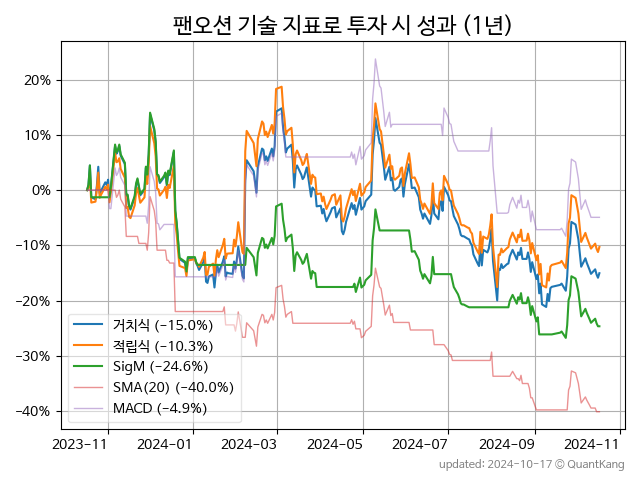 팬오션 기술 지표로 투자 시 성과 (1년)
20%
10%
0%
−10%
−20%
−30%
−40%
거치식 (−15.0%)
적립식 (−10.3%)
SigM (−24.6%)
SMA(20) (−40.0%)
MACD (−4.9%)
2023-11
2024-01
2024-03
2024-05
2024-07
2024-09
2024-11
updated: 2024-10-17 © QuantKang